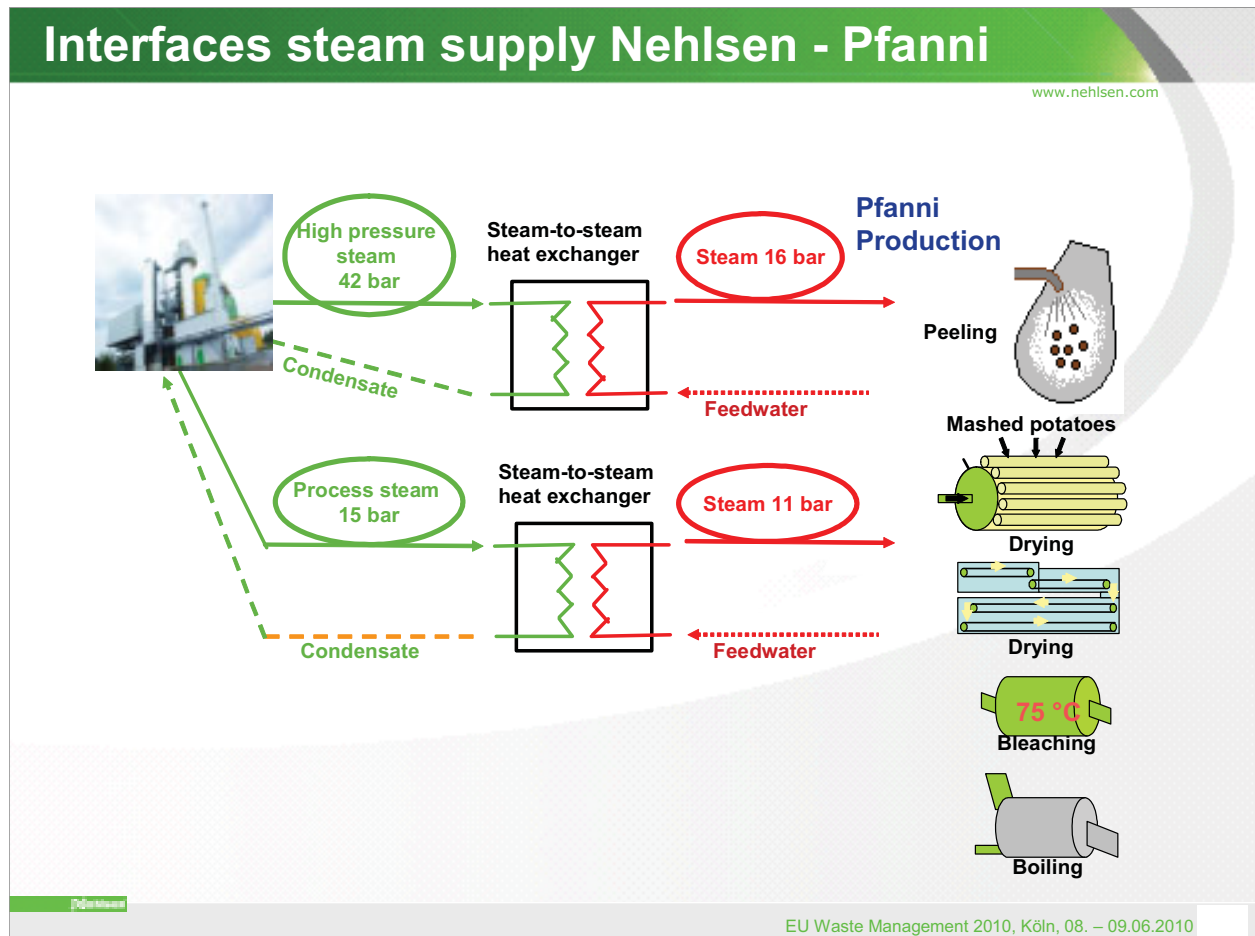 Interfaces steam supply Nehlsen - Pfanni
www.nehlsen.com
High pressure
steam
42 bar
Steam-to-steam
heat exchanger
Steam 16 bar
Pfanni
Production
Peeling
Condensate
Feedwater
Mashed potatoes
Process steam
15 bar
Steam-to-steam
heat exchanger
Steam 11 bar
Drying
Condensate
Feedwater
Drying
75 °C
Bleaching
Boiling
EU Waste Management 2010, Köln, 08. – 09.06.2010